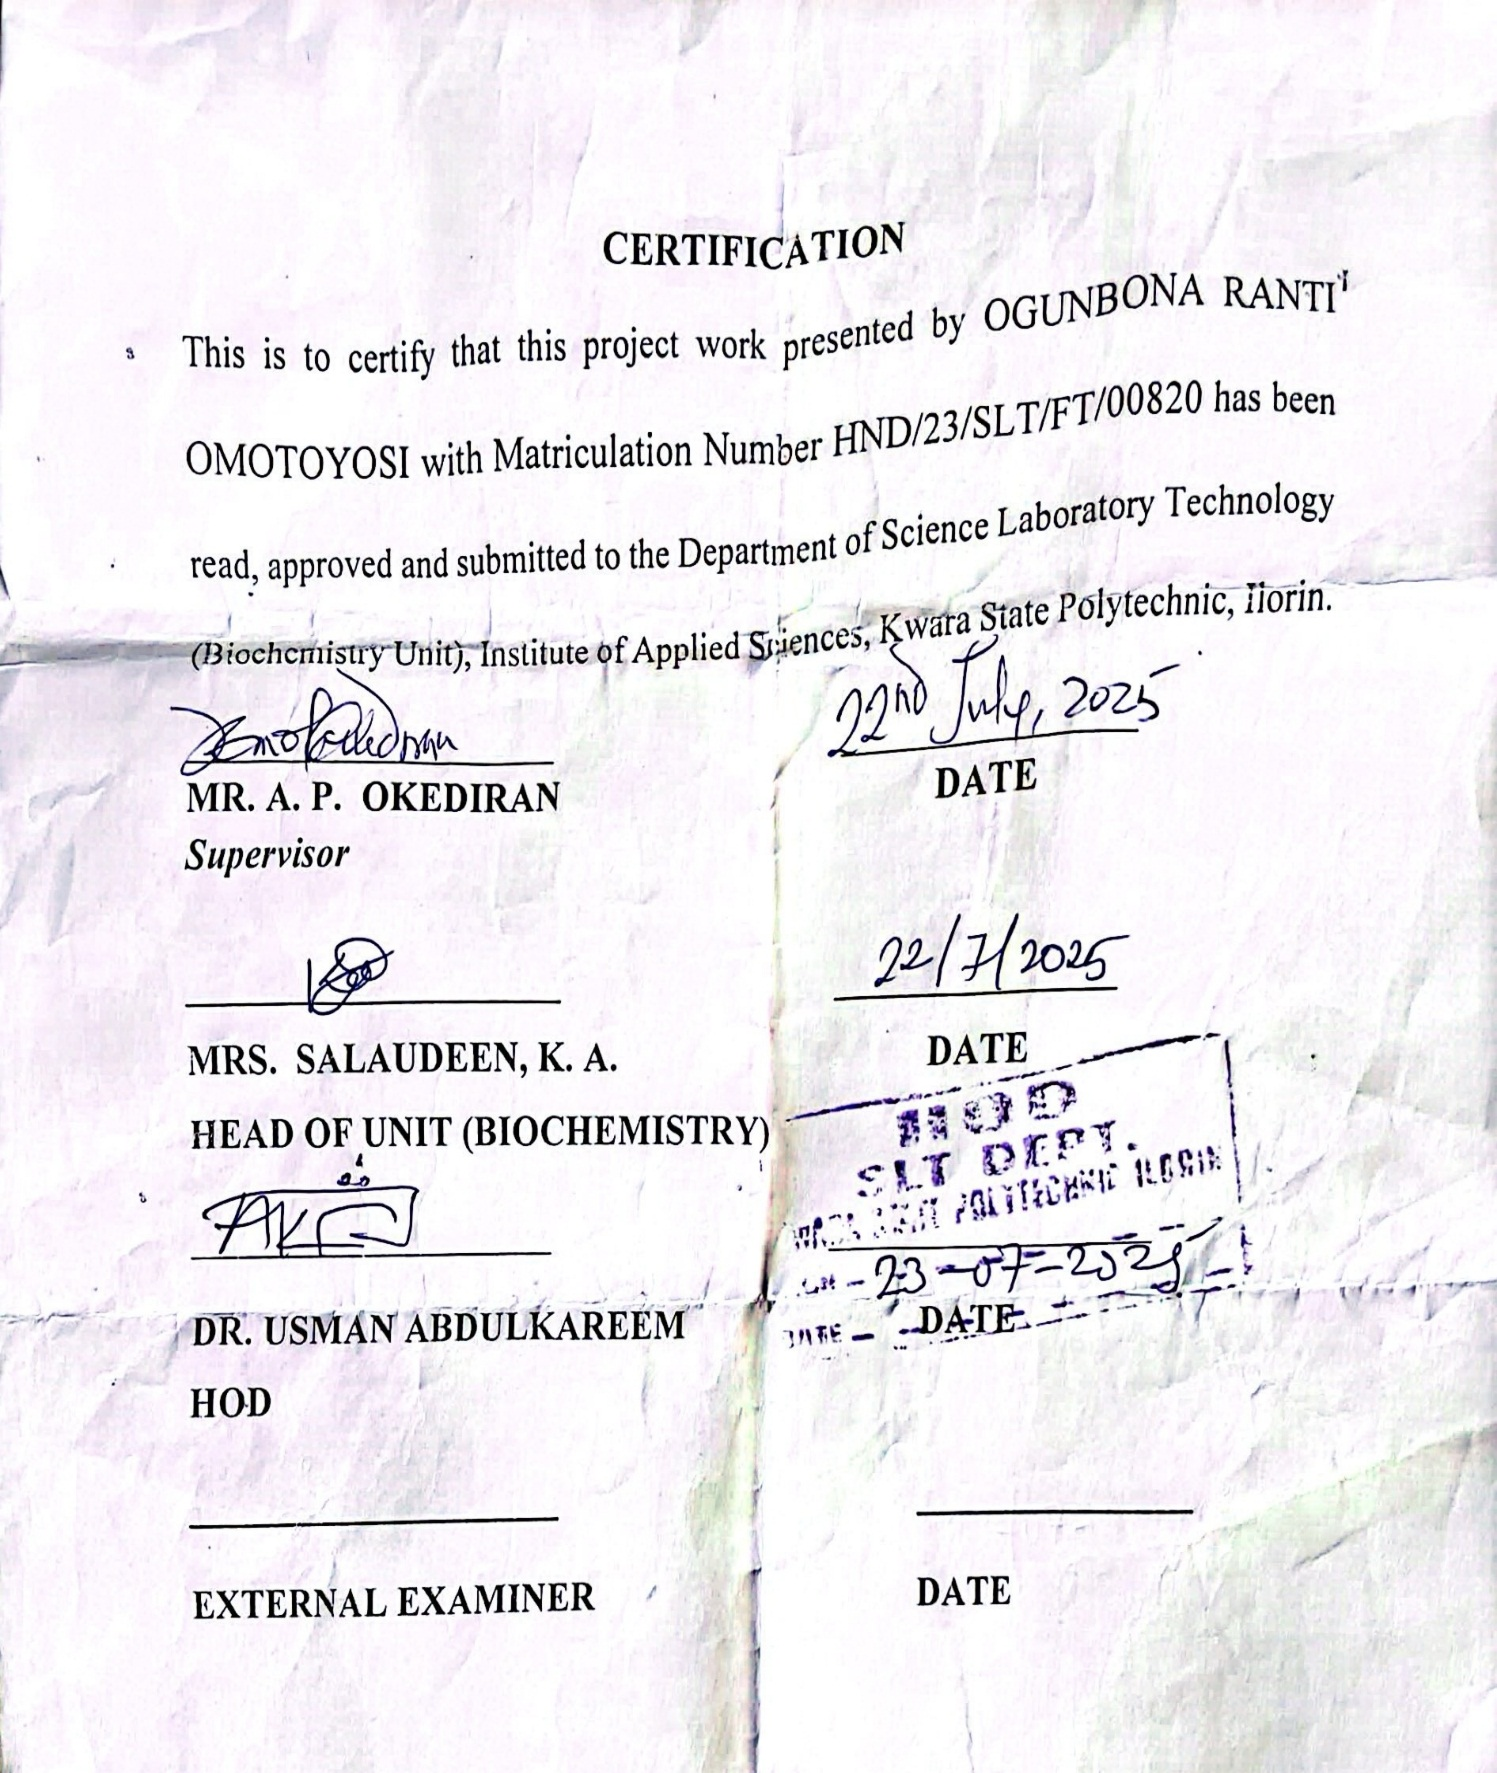 CERTIFICATION
This is to certify that this project work presented by OGUNBONA RANTI
OMOTOYOSI with Matriculation Number HND/23/SLT/FT/00820 has been
read, approved and submitted to the Department of Science Laboratory Technology
(Biochemistry Unit), Institute of Applied Sciences, Kwara State Polytechnic, Ilorin.
22nd July, 2025
MR. A. P. OKEDIRAN
DATE
Supervisor
22/7/2025
MRS. SALAUDEEN, K. A.
DATE
HEAD OF UNIT (BIOCHEMISTRY)
HOD
SLT DEPT.
POLYTECHNIC ILORIN
23-07-2025
DR. USMAN ABDULKAREEM
DATE
DATE
HOD
EXTERNAL EXAMINER
DATE